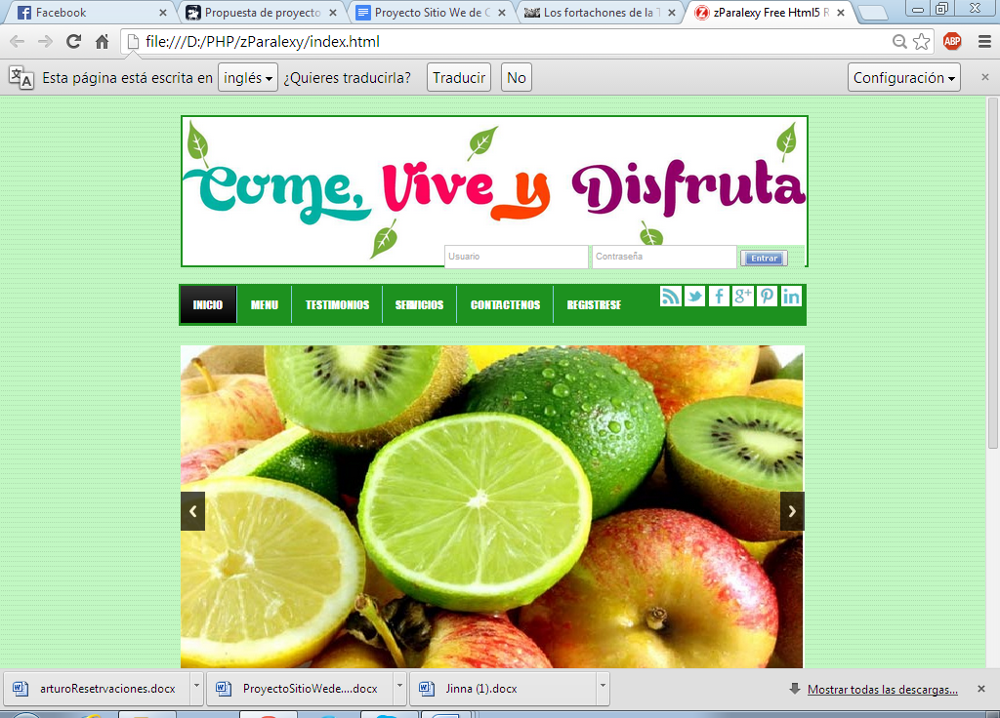 Facebook
Propuesta de proyecto
Proyecto Sitio We de
Los fortachones de la
zParalexy Free Html5 R
file:///D:/PHP/zParalexy/index.html
ABP
Esta página está escrita en inglés ¿Quieres traducirla? Traducir No Configuración
Come, Vive y Disfruta
Usuario Contraseña Entrar
INICIO MENU TESTIMONIOS SERVICIOS CONTACTENOS REGISTRESE
arturoResetrvaciones.docx ProyectoSitioWede....docx Jinna (1).docx Mostrar todas las descargas...